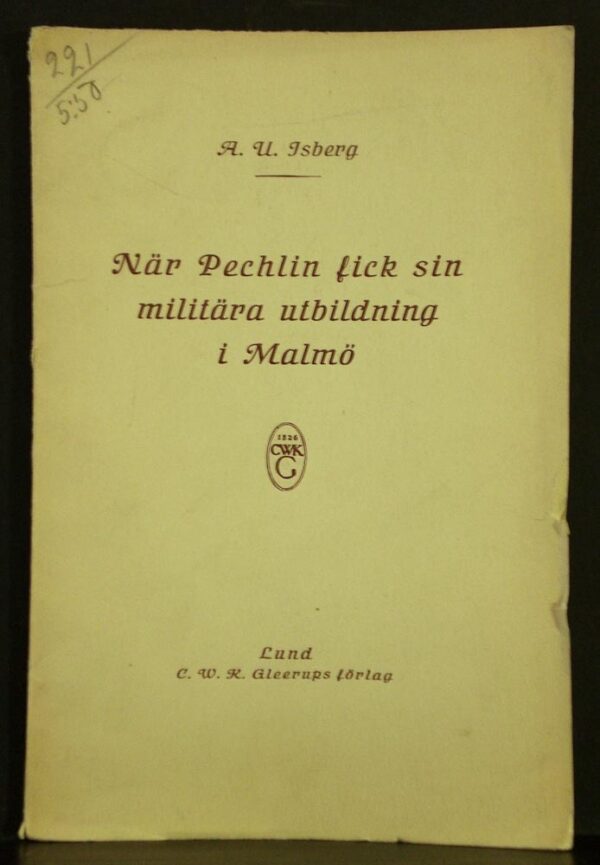 221
5:50
A. U. Isberg
När Pechlin fick sin
militära utbildning
i Malmö
1826
CWK
G
Lund
C. W. K. Gleerups förlag